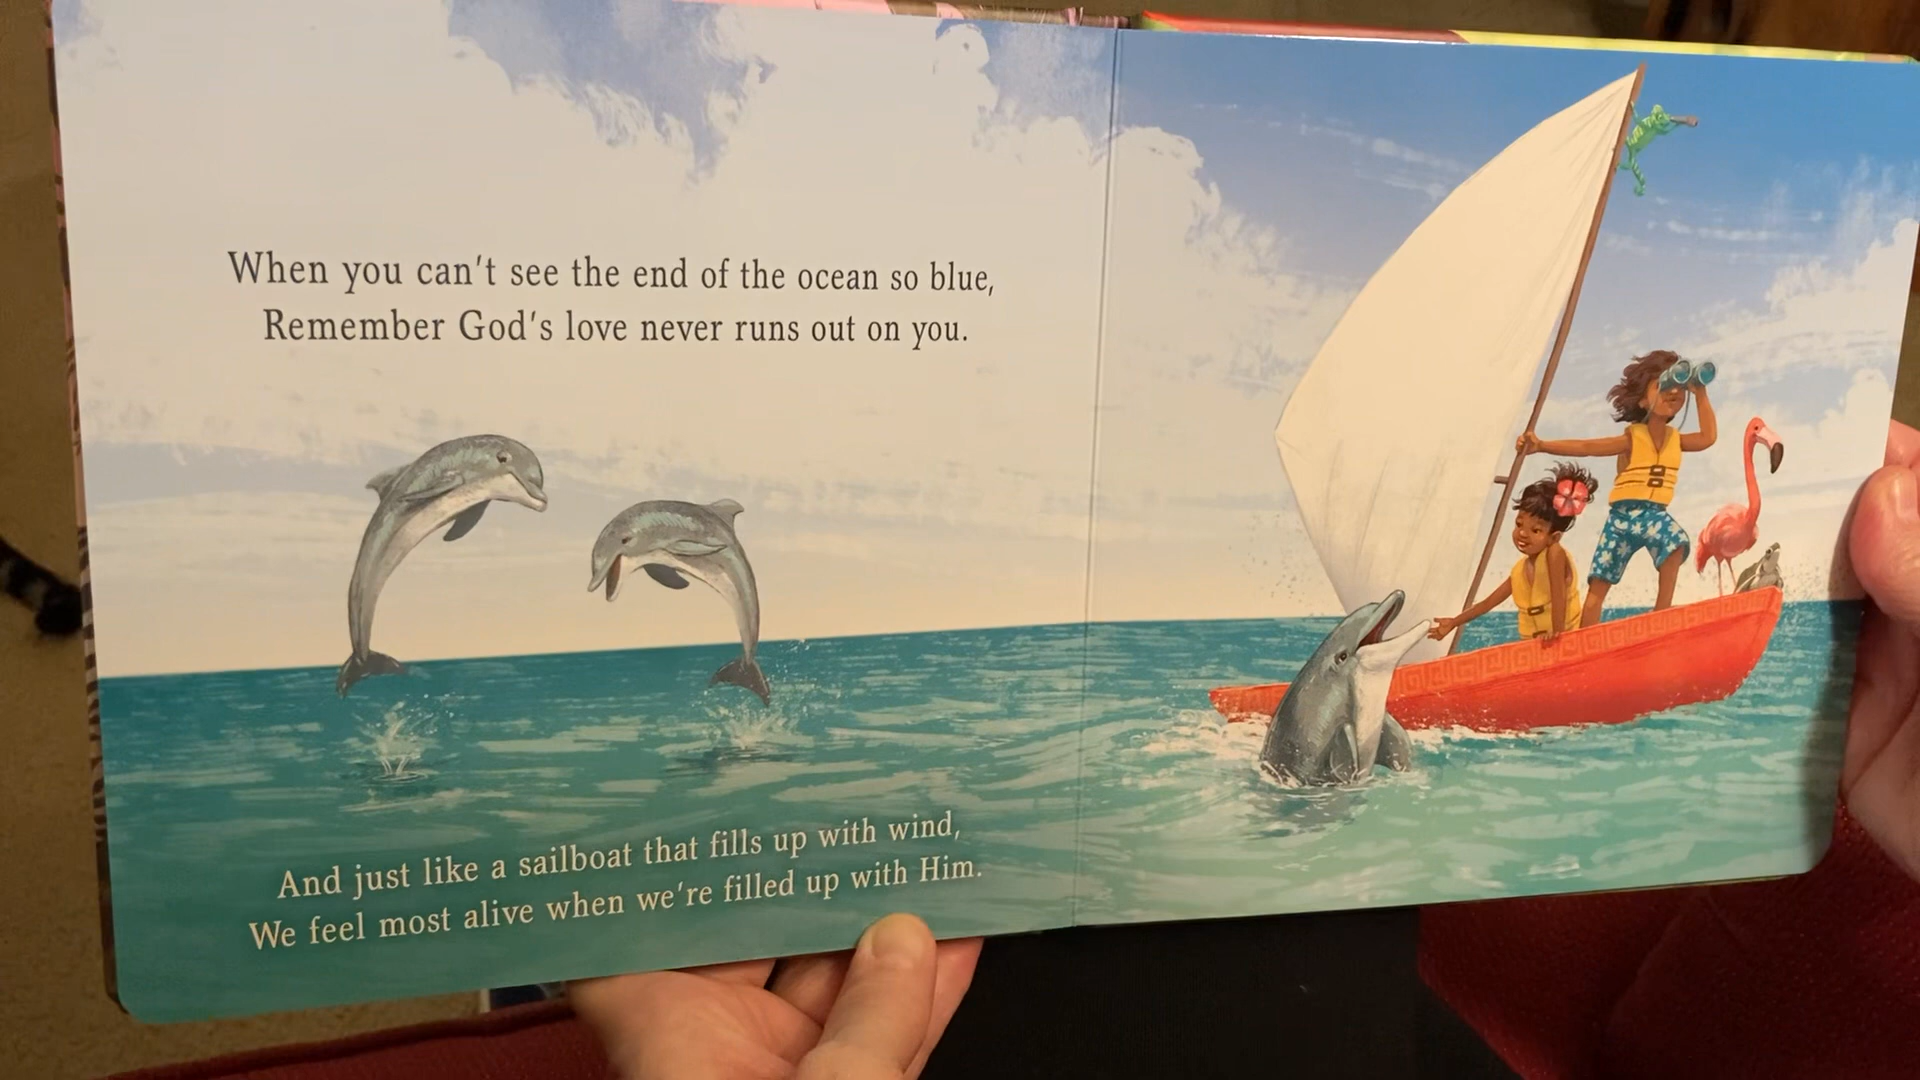 When you can't see the end of the ocean so blue,
Remember God's love never runs out on you.
And just like a sailboat that fills up with wind,
We feel most alive when we're filled up with Him.